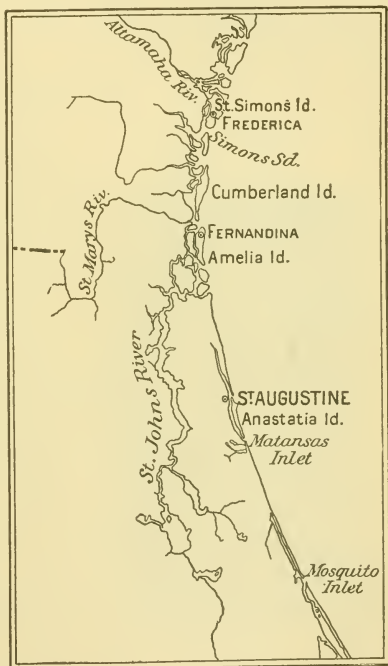 Altamaha Riv.
St. Simons Id.
FREDERICA
Simons Sd.
Cumberland Id.
St. Marys Riv.
FERNANDINA
Amelia Id.
St. Johns River
ST AUGUSTINE
Anastatia Id.
Matansas
Inlet
Mosquito
Inlet